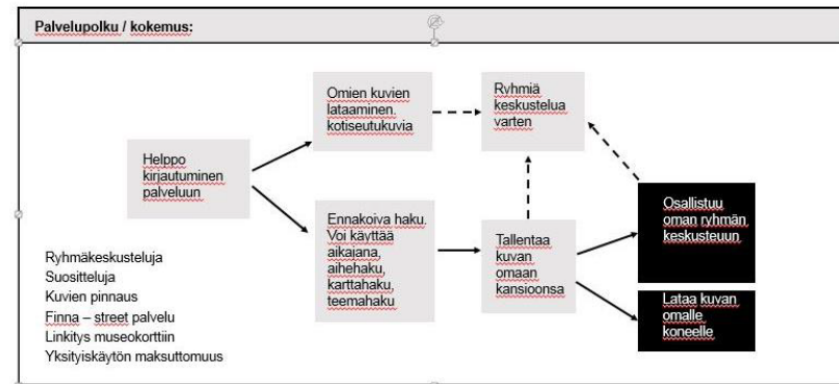 Palvelupolku / kokemus:
Omien kuvien
lataaminen.
kotiseutukuvia
Ryhmiä
keskustelua
varten
Helppo
kirjautuminen
palveluun
Ennakoiva haku.
Voi käyttää
aikajana,
aihehaku,
karttahaku,
teemahaku
Tallentaa
kuvan
omaan
kansioonsa
Osallistuu
oman ryhmän
keskusteuun
Lataa kuvan
omalle
koneelle
Ryhmäkeskusteluja
Suositteluja
Kuvien pinnaus
Finna – street palvelu
Linkitys museokorttiin
Yksityiskäytön maksuttomuus